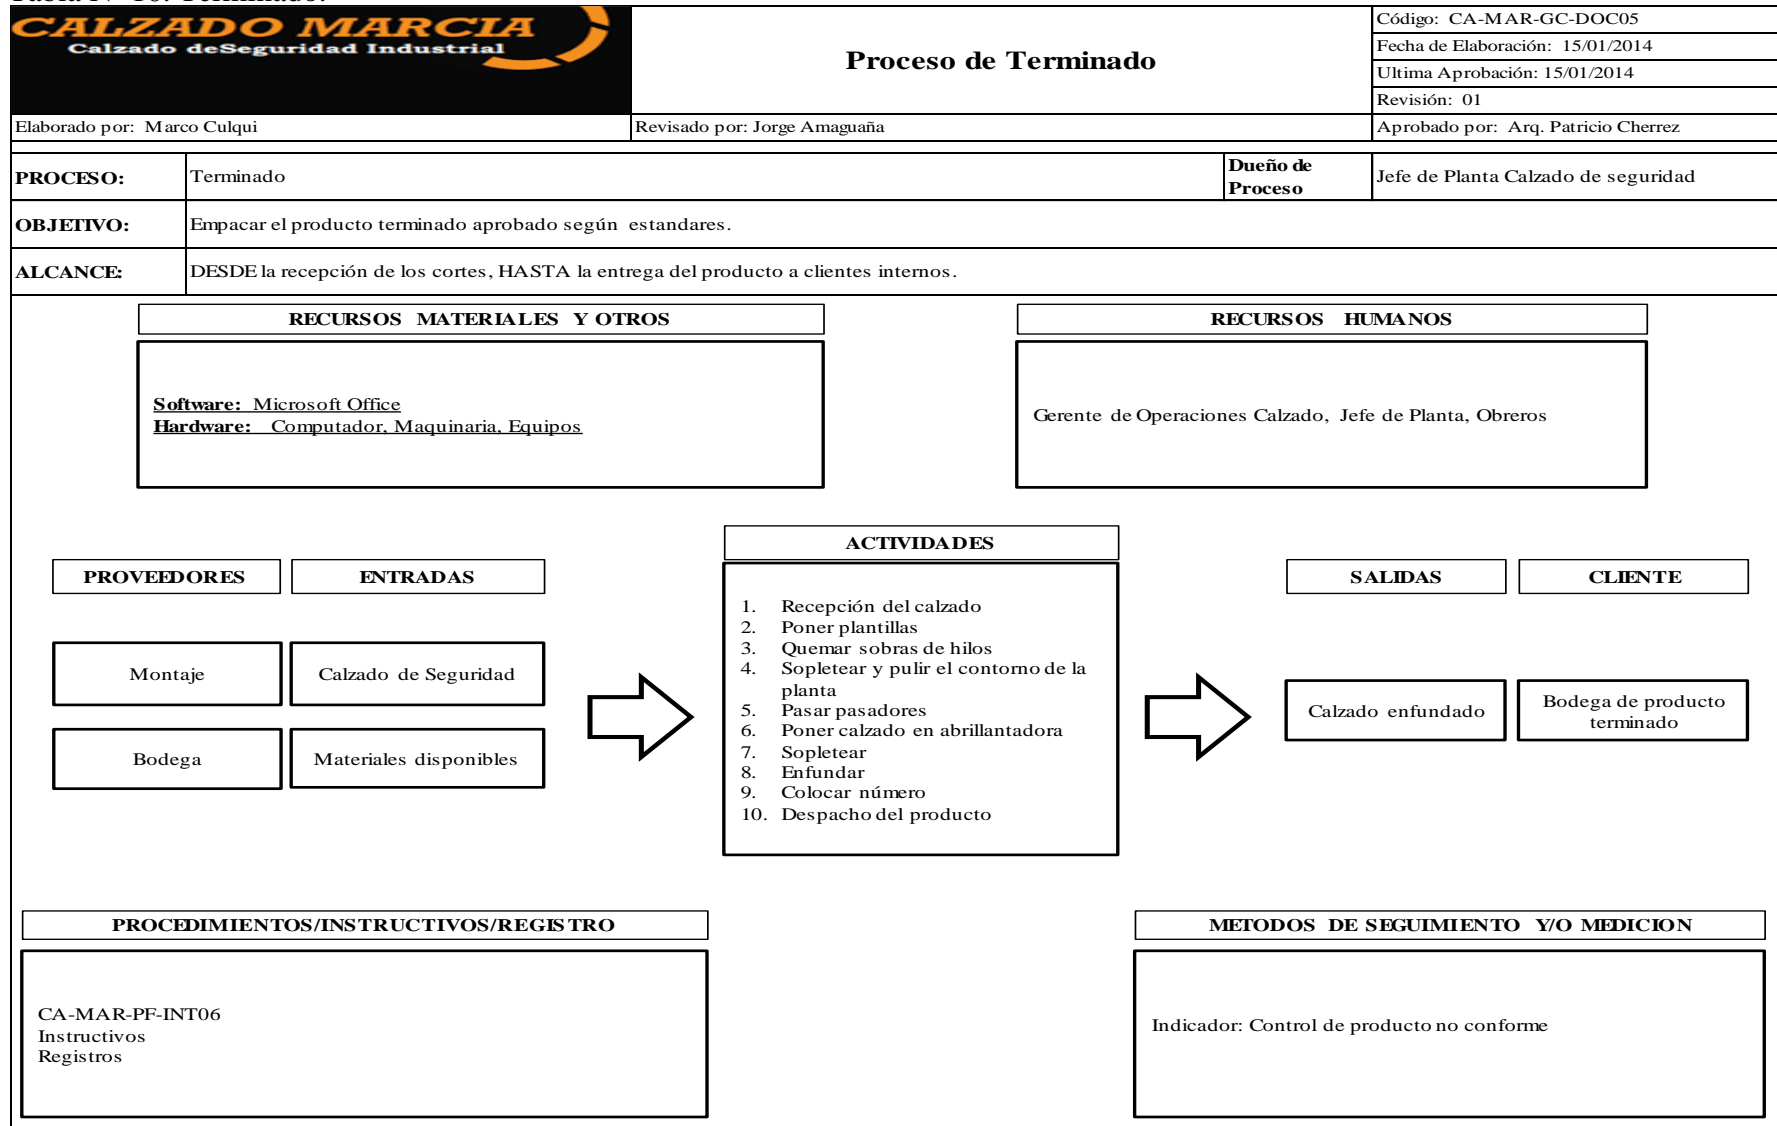 CALZADO MARCIA
Calzado deSeguridad Industrial
Proceso de Terminado
Código: CA-MAR-GC-DOC05
Fecha de Elaboración: 15/01/2014
Ultima Aprobación: 15/01/2014
Revisión: 01
Elaborado por: Marco Culqui
Revisado por: Jorge Amaguaña
Aprobado por: Arq. Patricio Cherrez
PROCESO:
Terminado
Dueño de
Proceso
Jefe de Planta Calzado de seguridad
OBJETIVO:
Empacar el producto terminado aprobado según estandares.
ALCANCE:
DESDE la recepción de los cortes, HASTA la entrega del producto a clientes internos.
RECURSOS MATERIALES Y OTROS
Software: Microsoft Office
Hardware: Computador, Maquinaria, Equipos
RECURSOS HUMANOS
Gerente de Operaciones Calzado, Jefe de Planta, Obreros
PROVEEDORES
ENTRADAS
Montaje
Calzado de Seguridad
Bodega
Materiales disponibles
ACTIVIDADES
1. Recepción del calzado
2. Poner plantillas
3. Quemar sobras de hilos
4. Sopletear y pulir el contorno de la
planta
5. Pasar pasadores
6. Poner calzado en abrillantadora
7. Sopletear
8. Enfundar
9. Colocar número
10. Despacho del producto
SALIDAS
CLIENTE
Calzado enfundado
Bodega de producto
terminado
PROCEDIMIENTOS/INSTRUCTIVOS/REGISTRO
CA-MAR-PF-INT06
Instructivos
Registros
METODOS DE SEGUIMIENTO Y/O MEDICION
Indicador: Control de producto no conforme